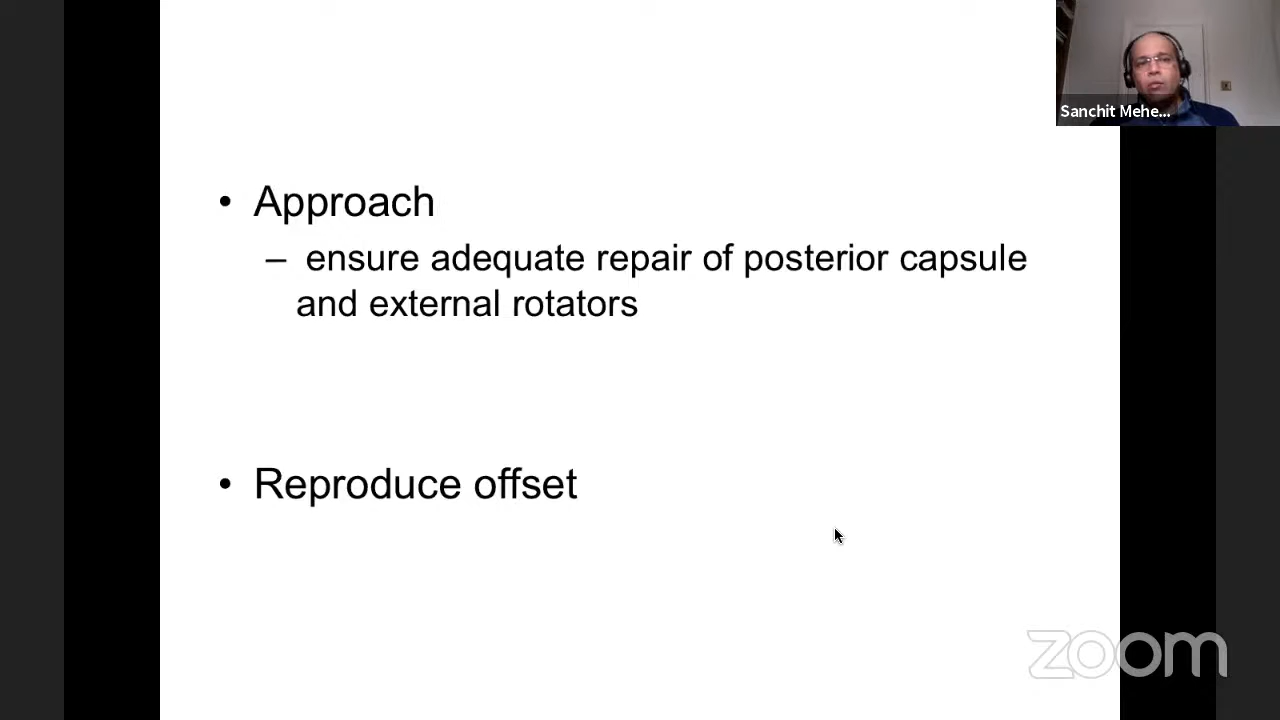 Sanchit Mehe...
• Approach
– ensure adequate repair of posterior capsule
and external rotators
• Reproduce offset
zoom